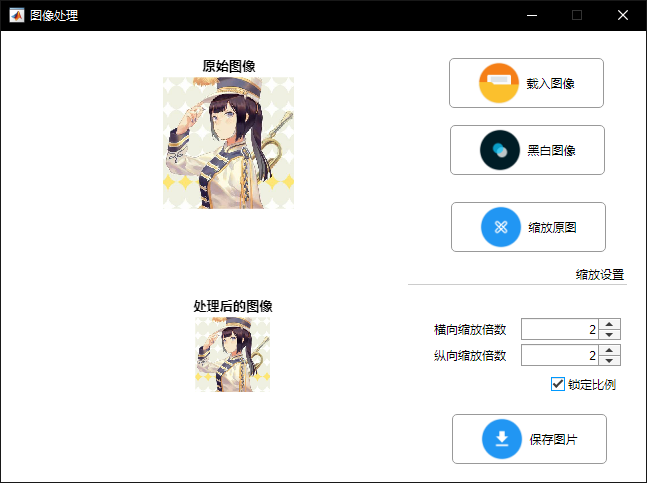 图像处理
原始图像
载入图像
黑白图像
缩放原图
缩放设置
处理后的图像
横向缩放倍数 2
纵向缩放倍数 2
锁定比例
保存图片